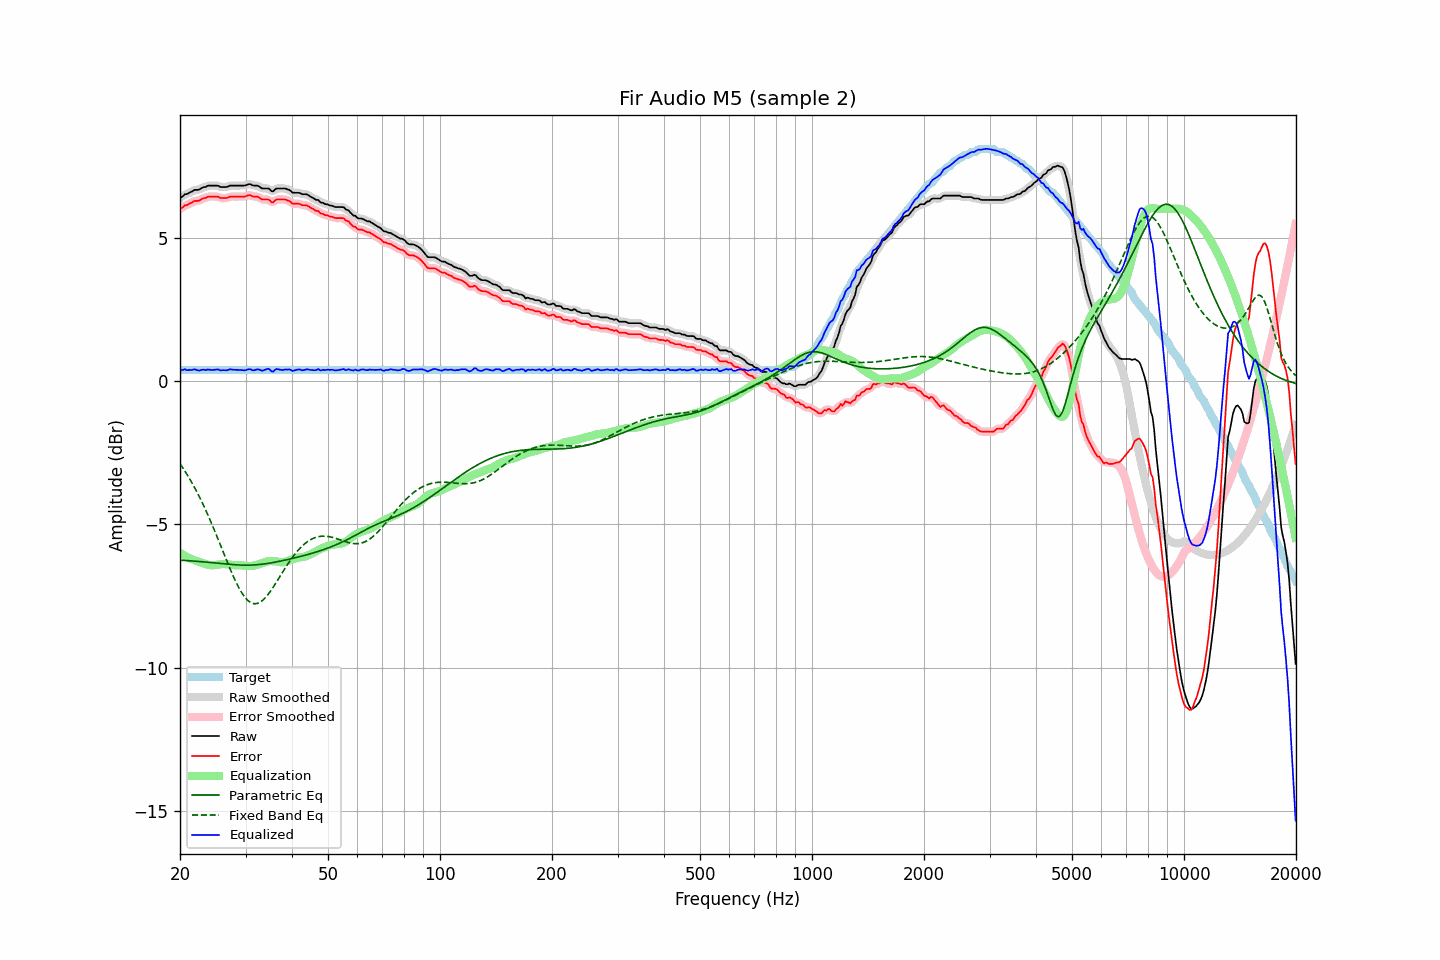 Fir Audio M5 (sample 2)
Amplitude (dBr)
5
0
−5
−10
−15
Target
Raw Smoothed
Error Smoothed
Raw
Error
Equalization
Parametric Eq
Fixed Band Eq
Equalized
20 50 100 200 500 1000 2000 5000 10000 20000
Frequency (Hz)